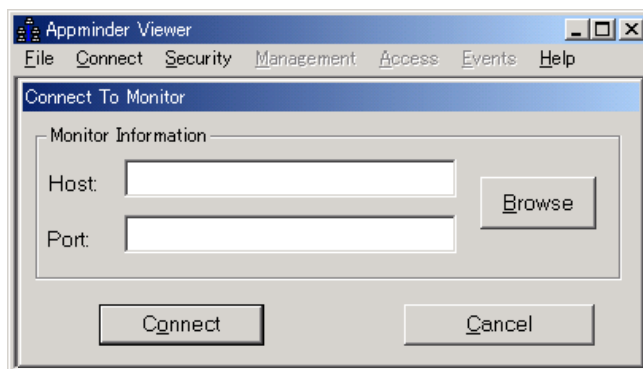 Appminder Viewer
File Connect Security Management Access Events Help
Connect To Monitor
Monitor Information
Host:
Browse
Port:
Connect Cancel